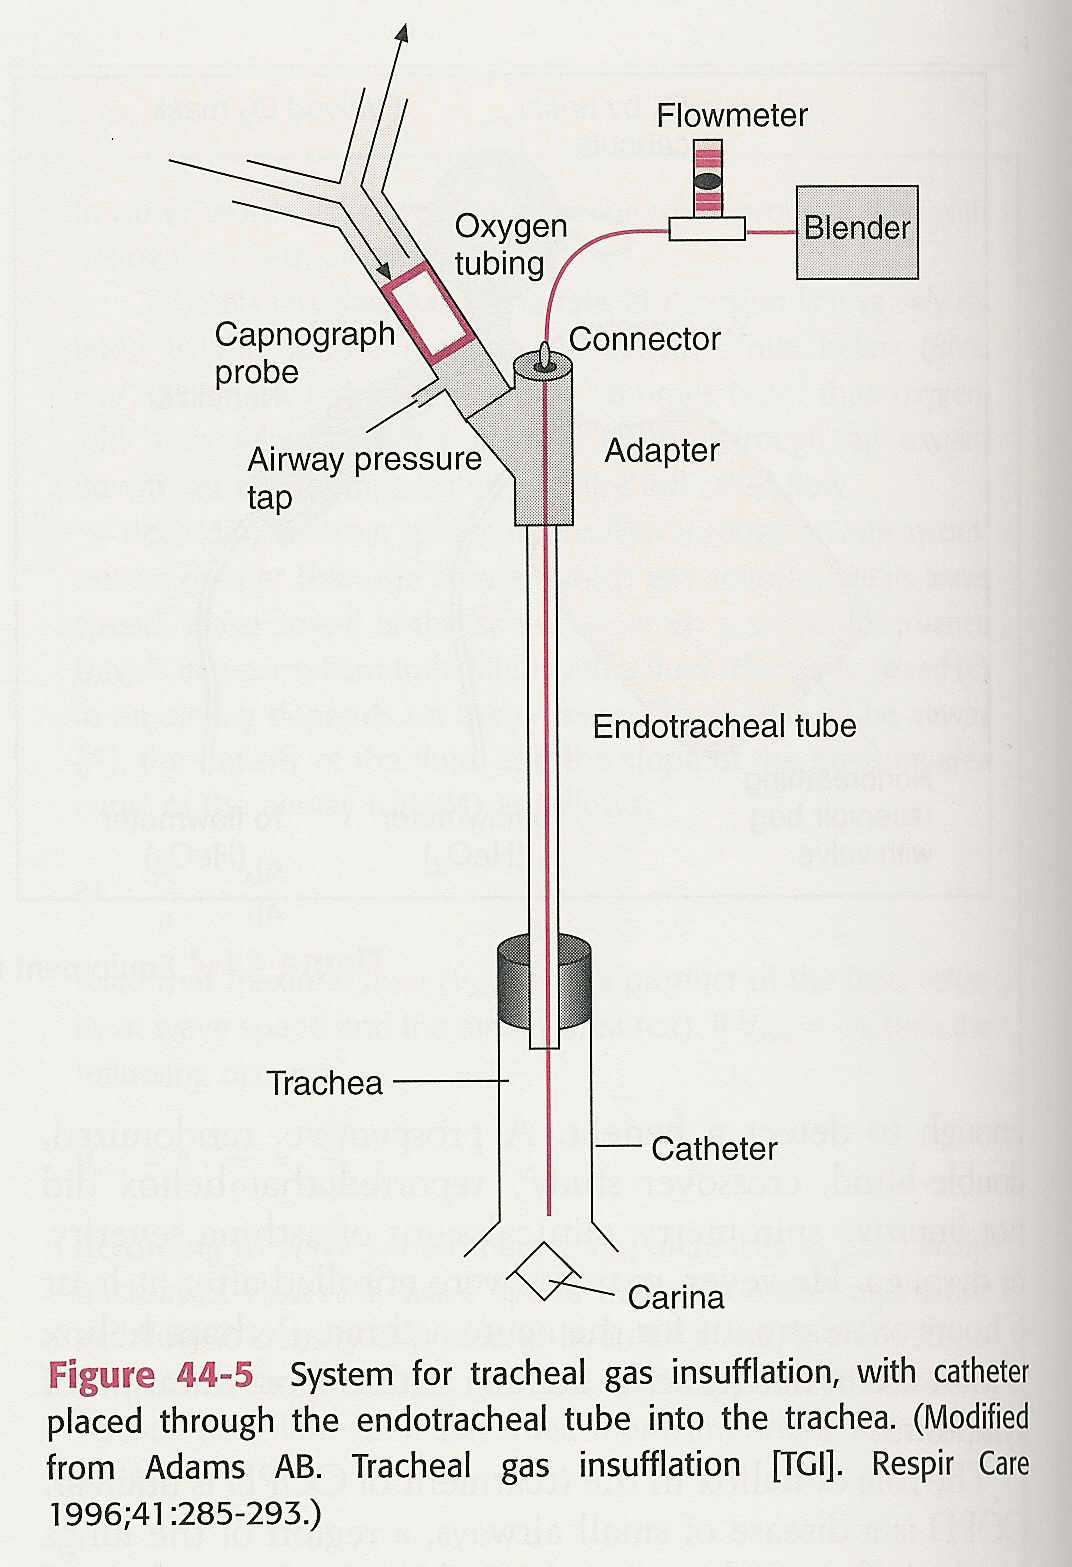 Flowmeter
Oxygen
tubing
Blender
Capnograph
probe
Connector
Airway pressure
tap
Adapter
Endotracheal tube
Trachea
Catheter
Carina
Figure 44-5 System for tracheal gas insufflation, with catheter
placed through the endotracheal tube into the trachea. (Modified
from Adams AB. Tracheal gas insufflation [TGI]. Respir Care
1996;41:285-293.)